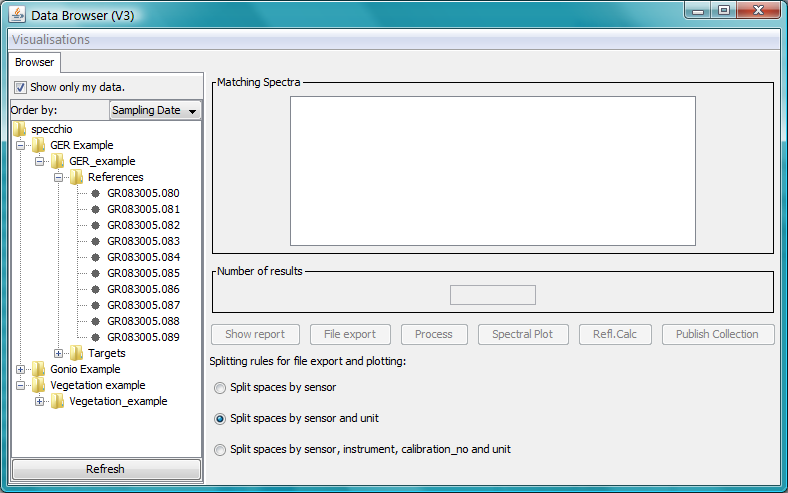 Data Browser (V3)
Visualisations
Browser
Show only my data.
Order by: Sampling Date
specchio
GER Example
GER_example
References
GR083005.080
GR083005.081
GR083005.082
GR083005.083
GR083005.084
GR083005.085
GR083005.086
GR083005.087
GR083005.088
GR083005.089
Targets
Gonio Example
Vegetation example
Vegetation_example
Refresh
Matching Spectra
Number of results
Show report File export Process Spectral Plot Refl.Calc Publish Collection
Splitting rules for file export and plotting:
Split spaces by sensor
Split spaces by sensor and unit
Split spaces by sensor, instrument, calibration_no and unit